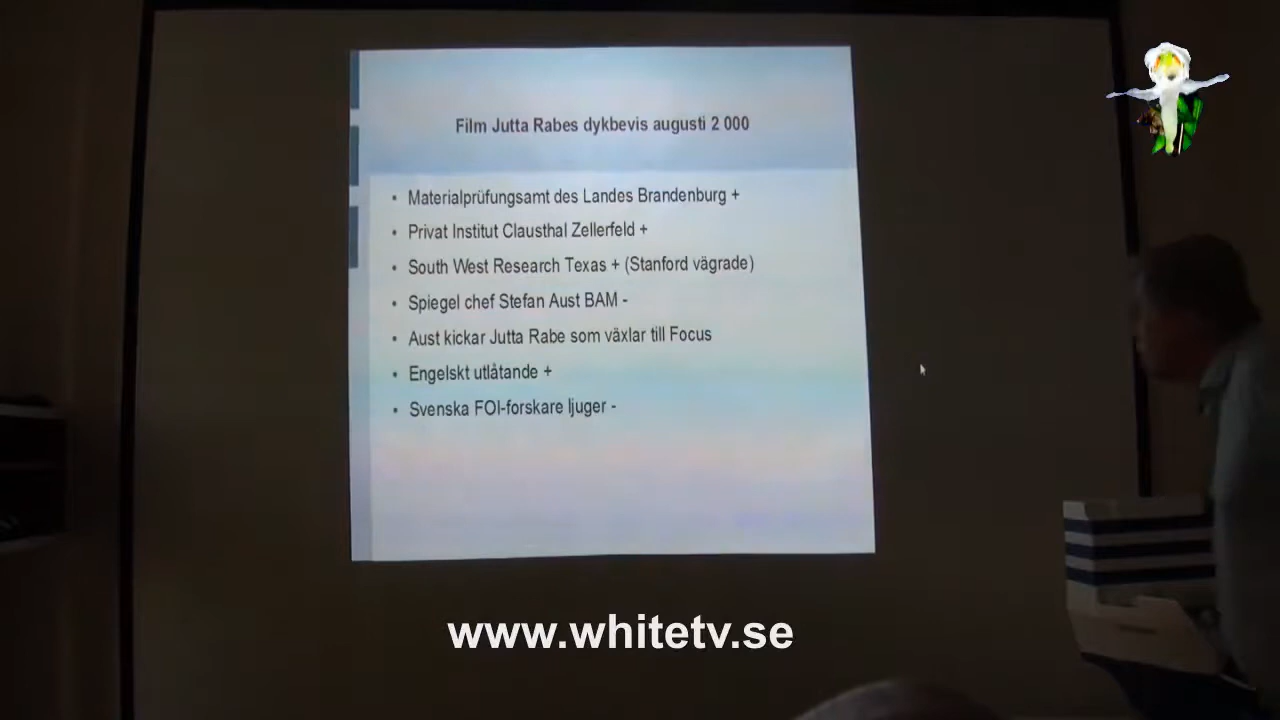 Film Jutta Rabes dykbevis augusti 2 000
• Materialprüfungsamt des Landes Brandenburg +
• Privat Institut Clausthal Zellerfeld +
• South West Research Texas + (Stanford vägrade)
• Spiegel chef Stefan Aust BAM -
• Aust kickar Jutta Rabe som växlar till Focus
• Engelskt utlåtande +
• Svenska FOI-forskare ljuger -
www.whitetv.se